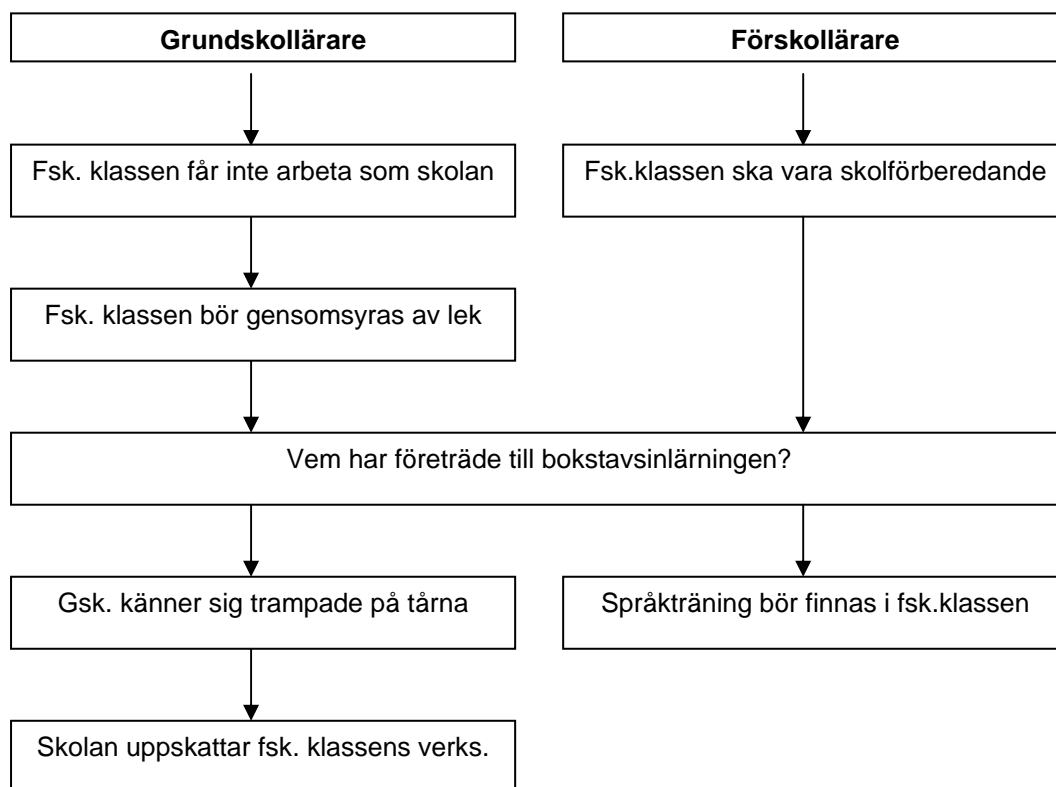 Grundskollärare
Förskollärare
Fsk. klassen får inte arbeta som skolan
Fsk.klassen ska vara skolförberedande
Fsk. klassen bör gensomsyras av lek
Vem har företräde till bokstavsinlärningen?
Gsk. känner sig trampade på tårna
Språkträning bör finnas i fsk.klassen
Skolan uppskattar fsk. klassens verks.